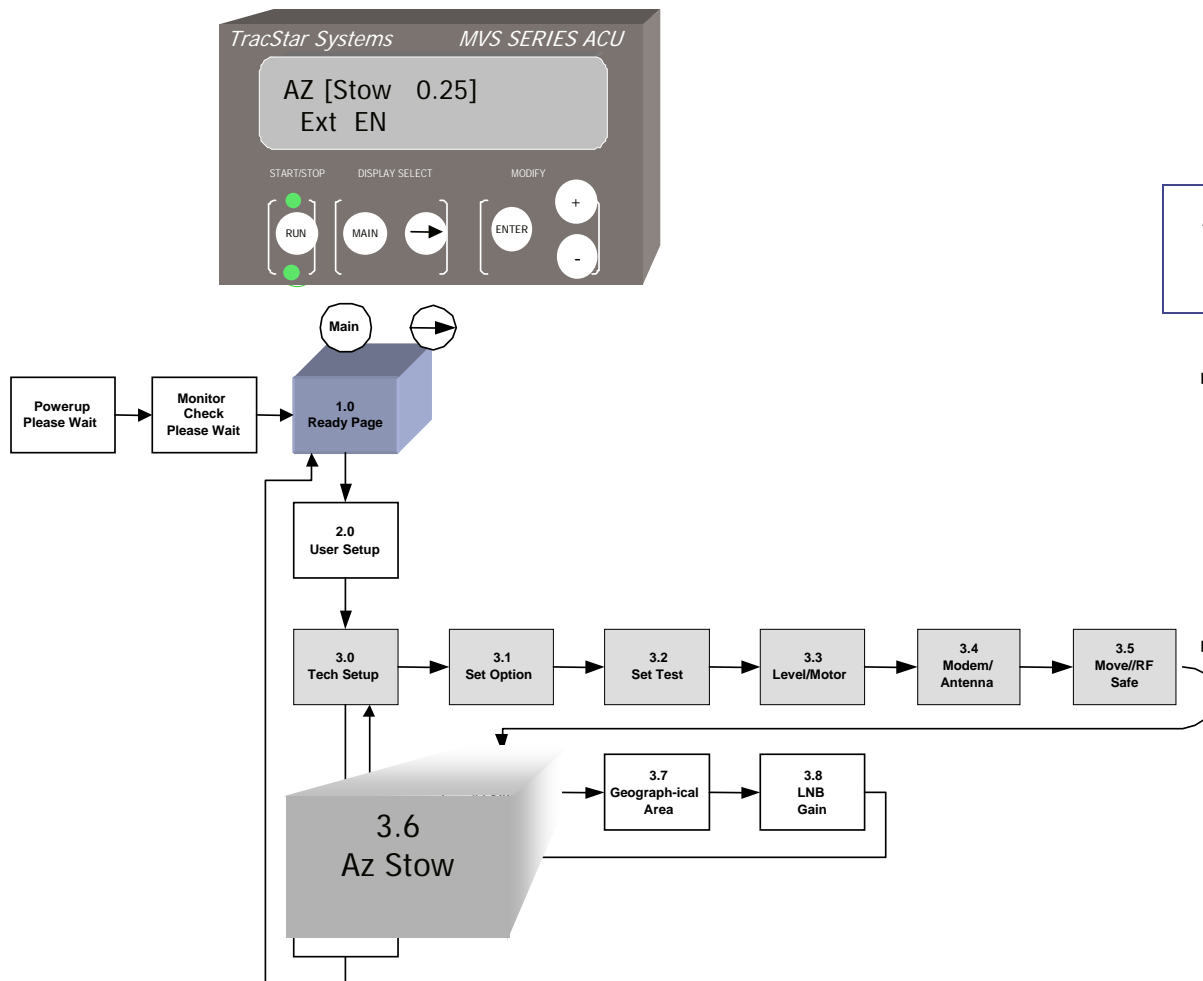 TracStar Systems MVS SERIES ACU
AZ [Stow 0.25]
Ext EN
START/STOP DISPLAY SELECT MODIFY
RUN MAIN ENTER + -
Main
Powerup
Please Wait
Monitor
Check
Please Wait
1.0
Ready Page
2.0
User Setup
3.0
Tech Setup
3.1
Set Option
3.2
Set Test
3.3
Level/Motor
3.4
Modem/
Antenna
3.5
Move//RF
Safe
3.6
Az Stow
3.7
Geograph-ical
Area
3.8
LNB
Gain